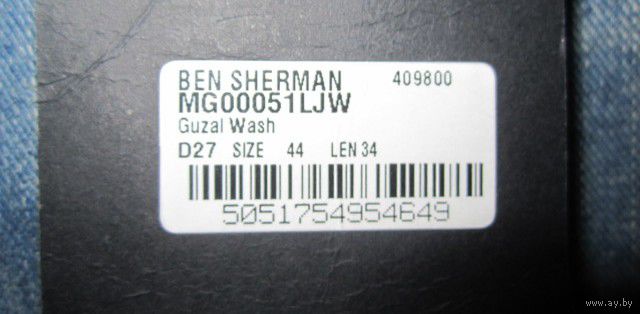 BEN SHERMAN 409800
MG00051LJW
Guzal Wash
D27 SIZE 44 LEN 34
5051754954649
www.ay.by